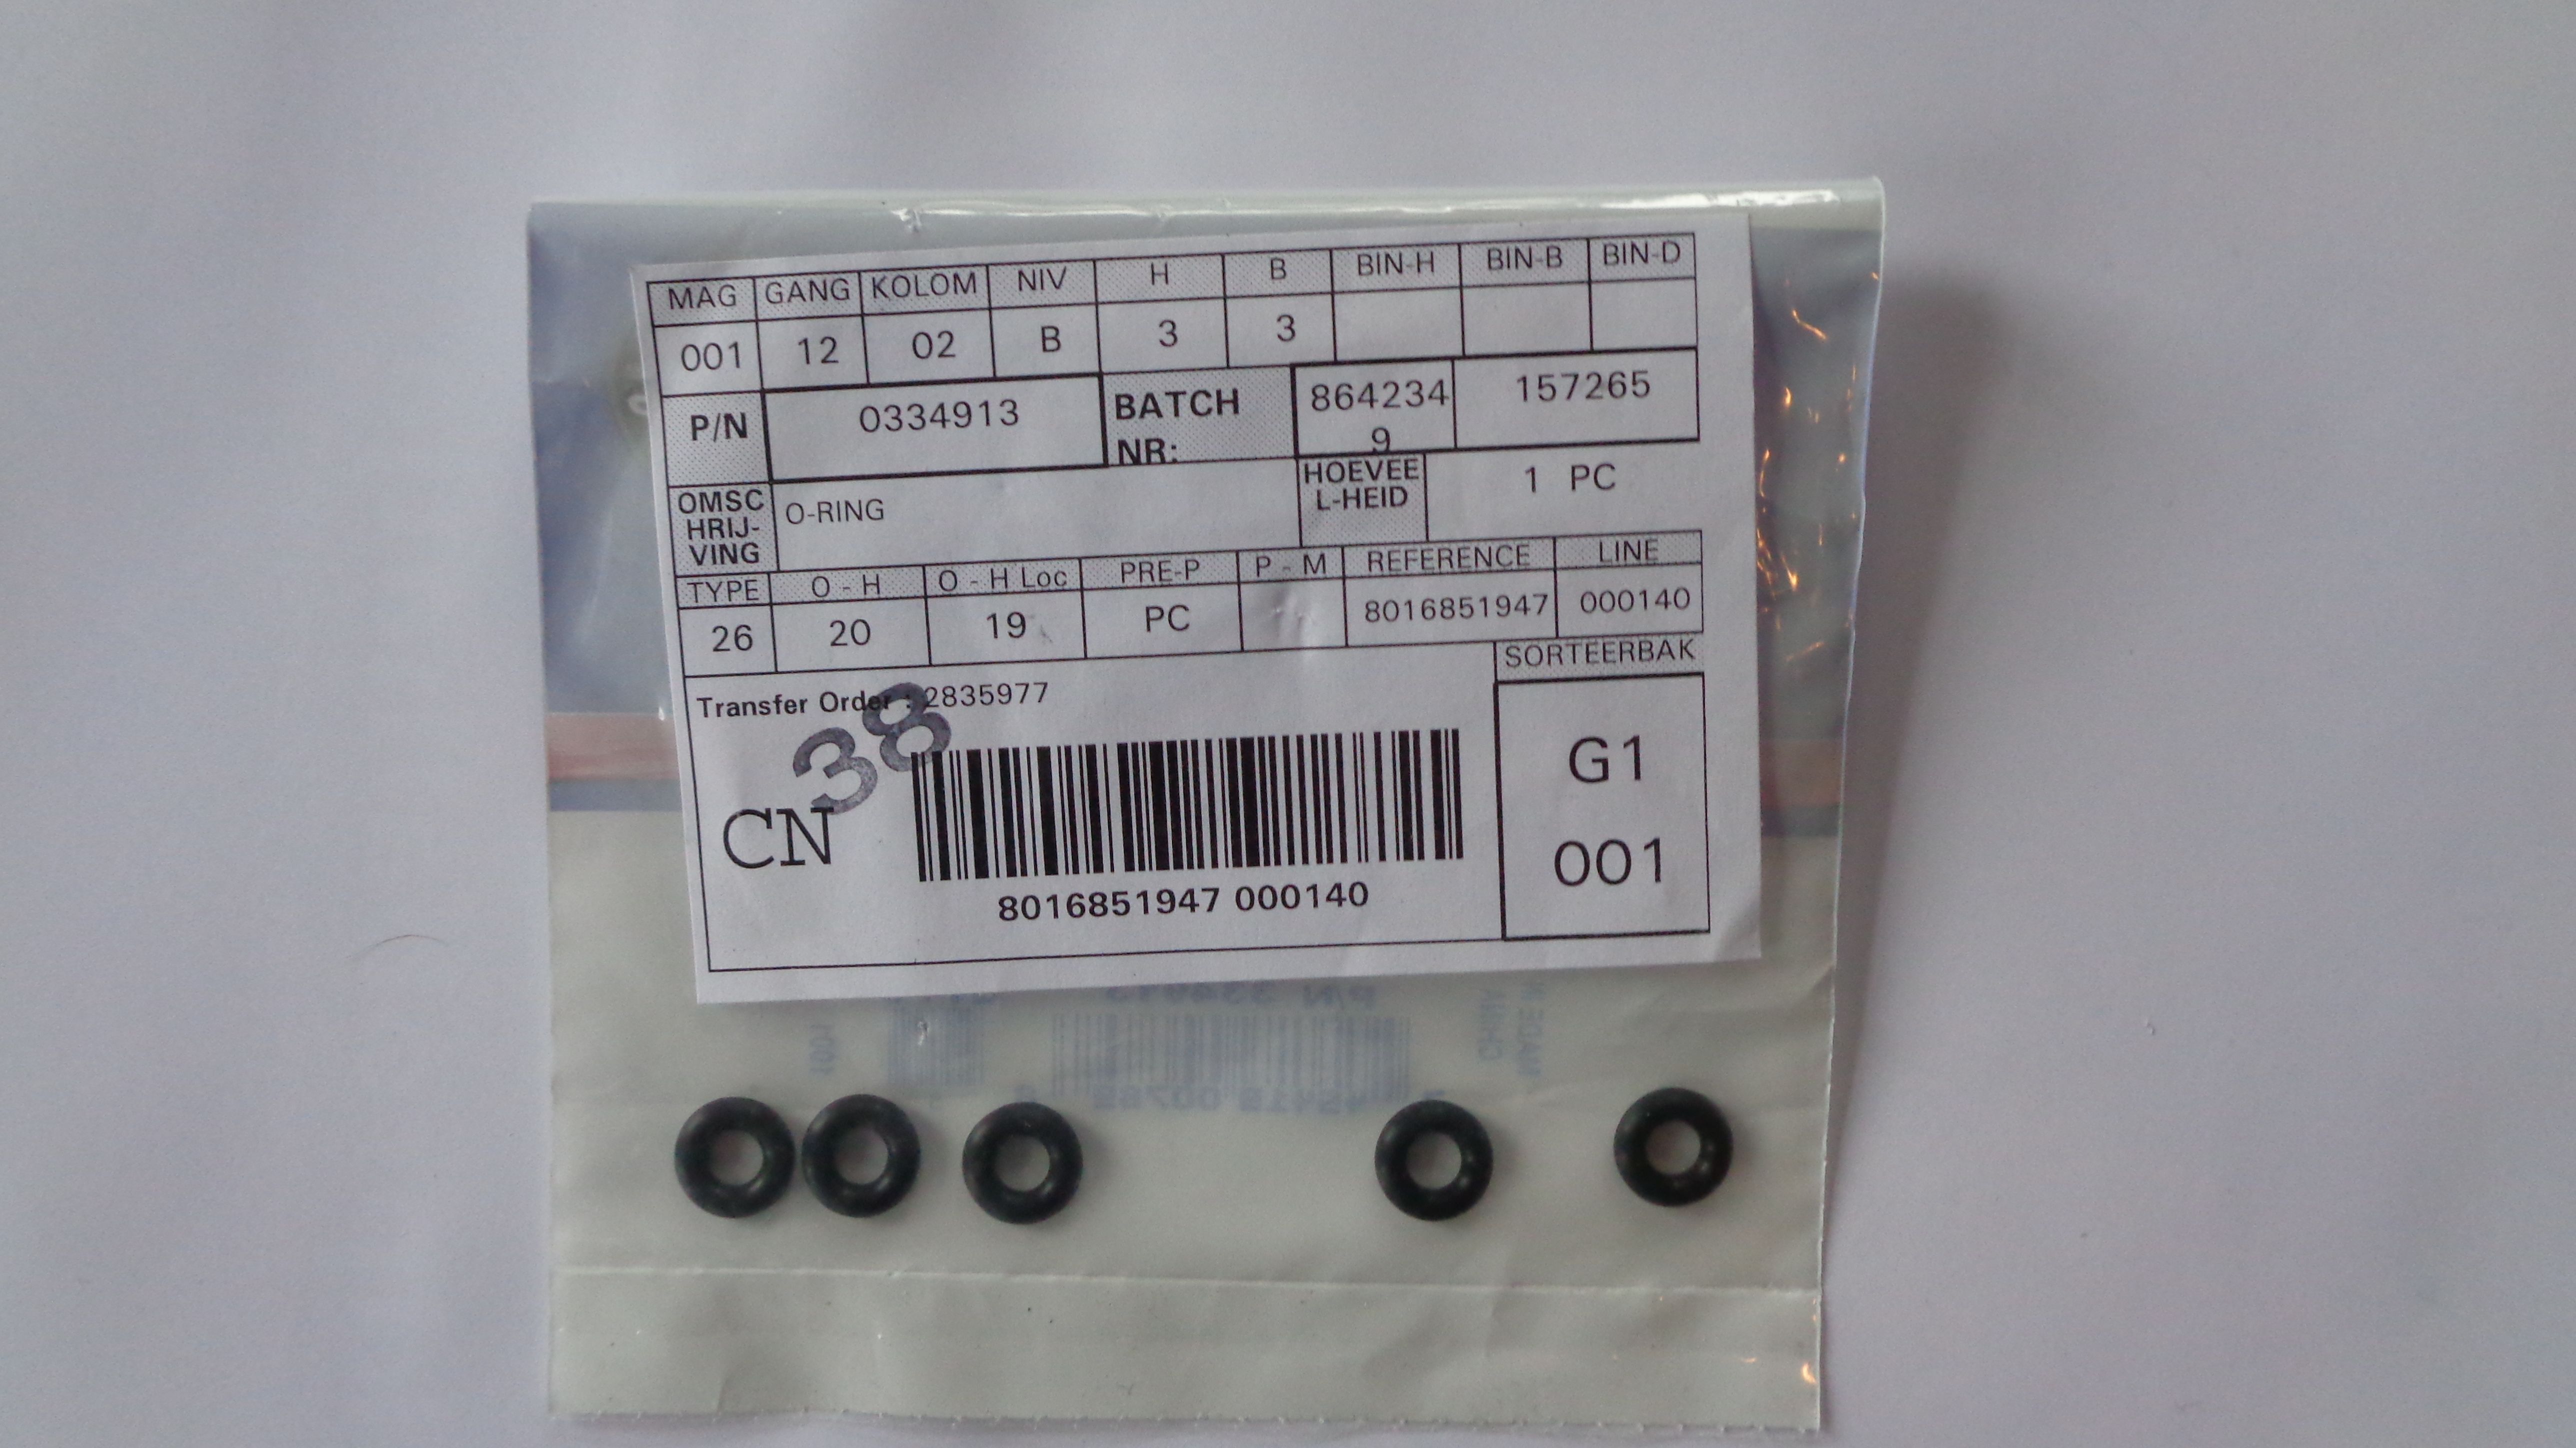 MAG GANG KOLOM NIV H B BIN-H BIN-B BIN-D
001 12 02 B 3 3
P/N 0334913 BATCH NR: 864234 9 157265
OMSC HRIJ- VING O-RING HOEVEE L-HEID 1 PC
TYPE O - H O - H Loc PRE-P P - M REFERENCE LINE
26 20 19 PC 8016851947 000140
SORTEERBAK
Transfer Order : 2835977
38
CN
G1
001
8016851947 000140
P/N 334913